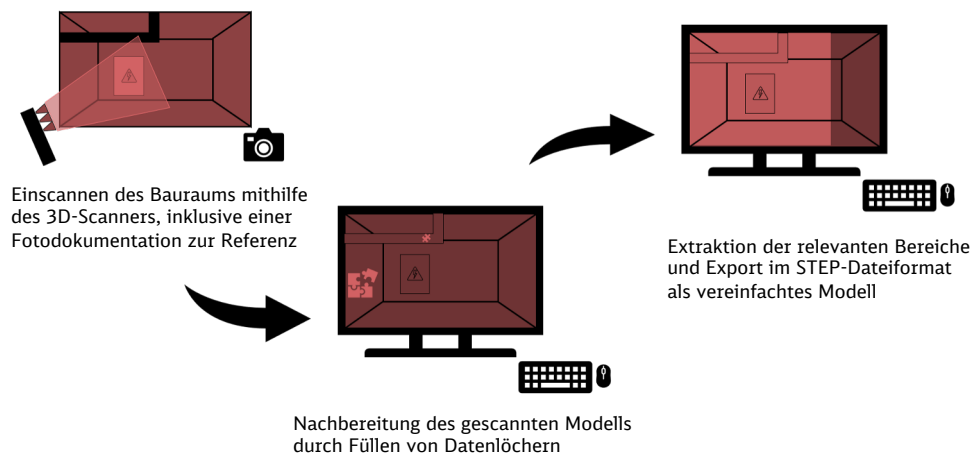 Einscannen des Bauraums mithilfe
des 3D-Scanners, inklusive einer
Fotodokumentation zur Referenz
Nachbereitung des gescannten Modells
durch Füllen von Datenlöchern
Extraktion der relevanten Bereiche
und Export im STEP-Dateiformat
als vereinfachtes Modell